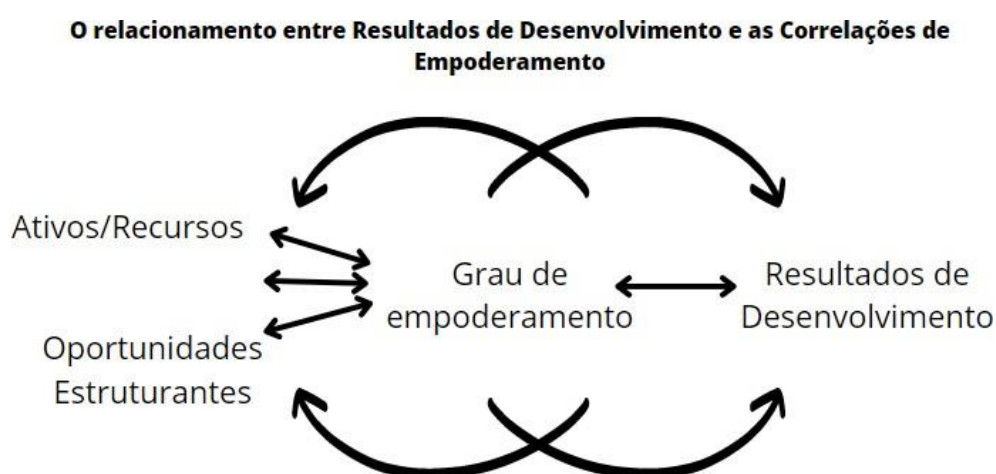 O relacionamento entre Resultados de Desenvolvimento e as Correlações de
Empoderamento
Ativos/Recursos
Oportunidades
Estruturantes
Grau de
empoderamento
Resultados de
Desenvolvimento